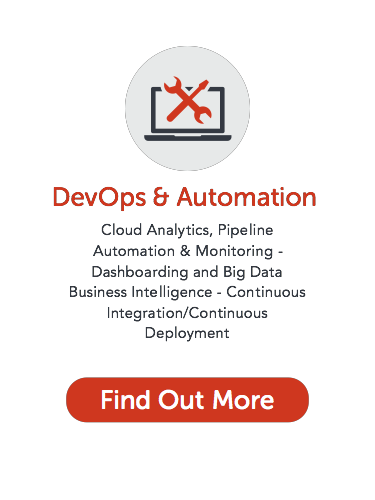 DevOps & Automation
Cloud Analytics, Pipeline
Automation & Monitoring -
Dashboarding and Big Data
Business Intelligence - Continuous
Integration/Continuous
Deployment
Find Out More